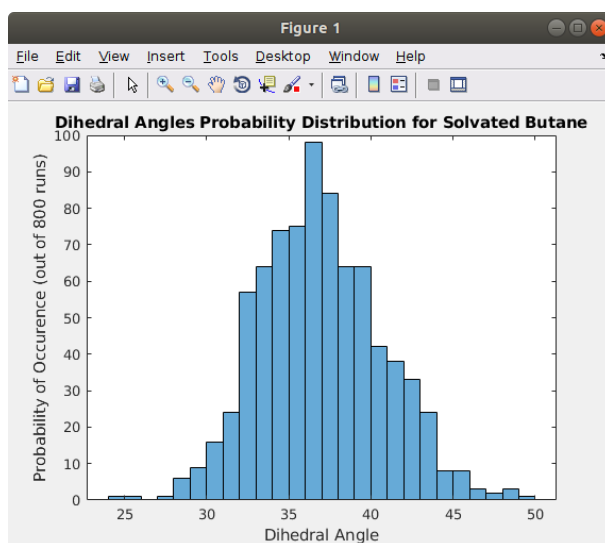 Figure 1
File Edit View Insert Tools Desktop Window Help
Dihedral Angles Probability Distribution for Solvated Butane
Probability of Occurence (out of 800 runs)
100
90
80
70
60
50
40
30
20
10
0
25 30 35 40 45 50
Dihedral Angle